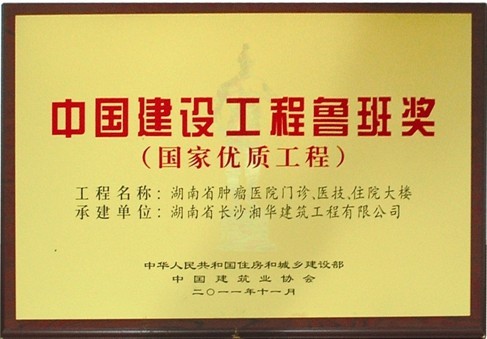 中国建设工程鲁班奖
（国家优质工程）
工程名称：湖南省肿瘤医院门诊、医技、住院大楼
承建单位：湖南省长沙湘华建筑工程有限公司
中华人民共和国住房和城乡建设部
中国建筑业协会
二〇一一年十一月